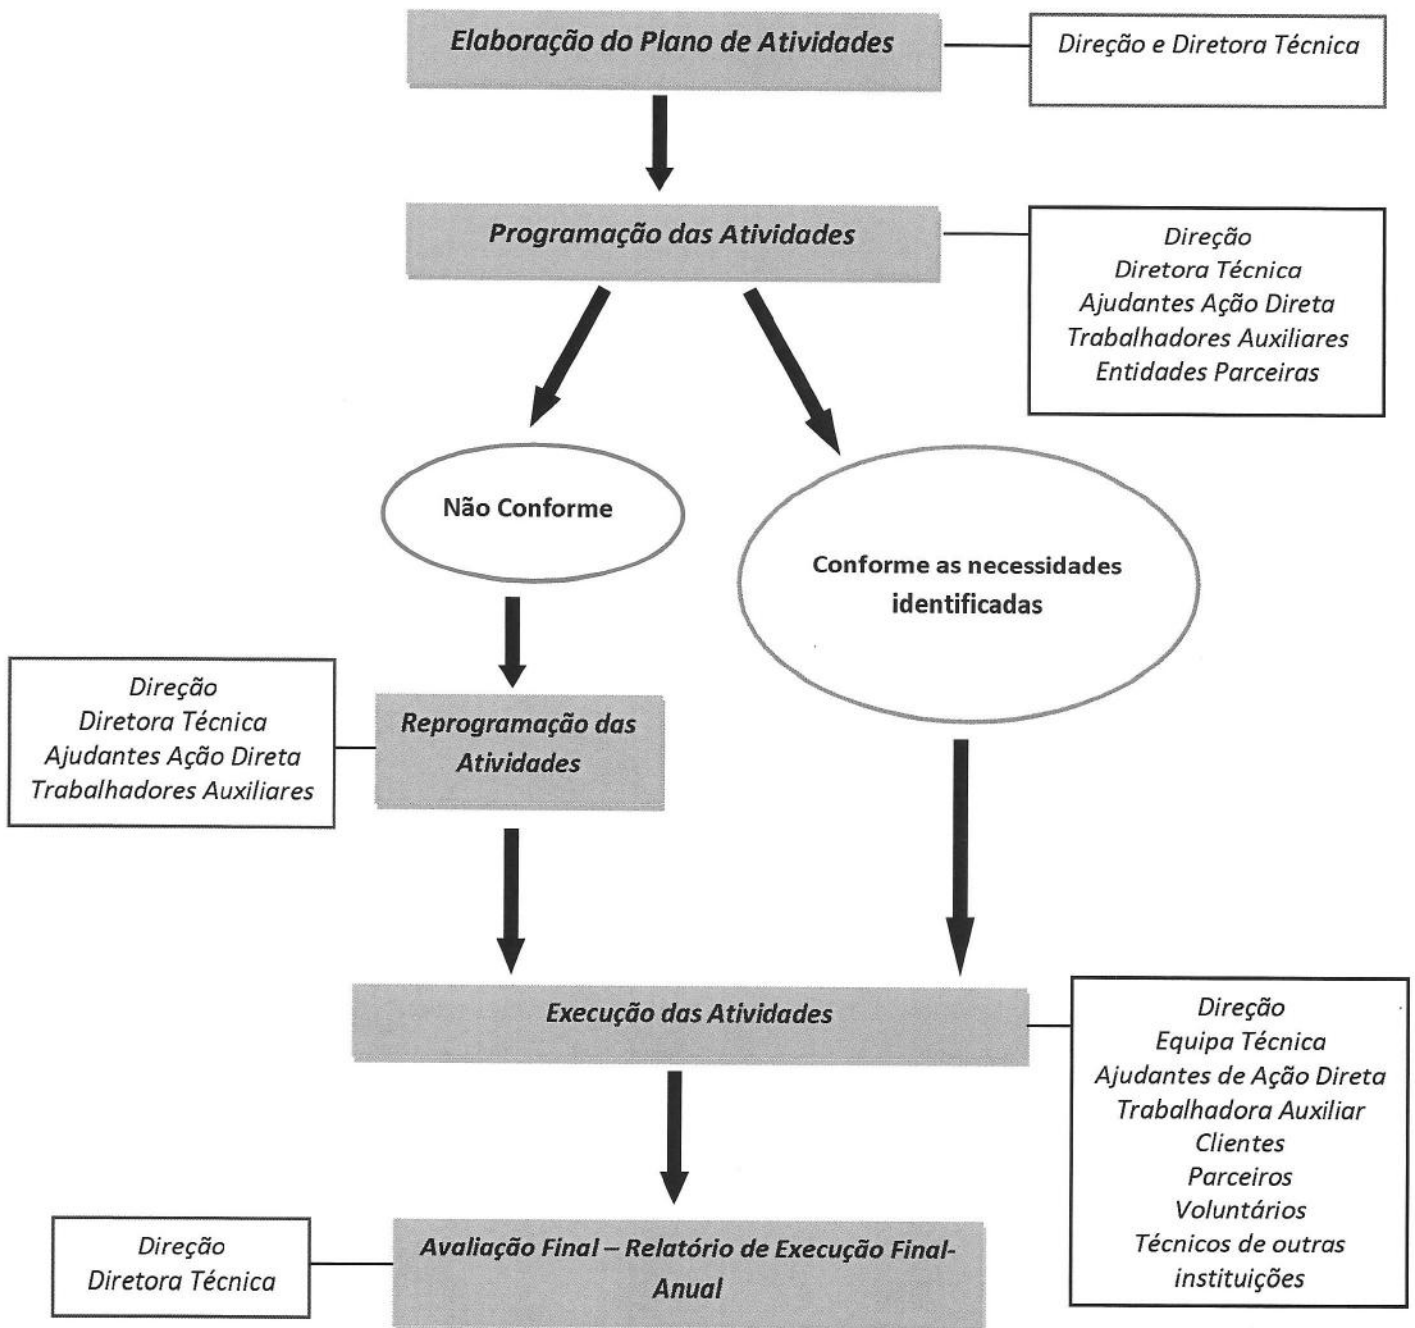 Elaboração do Plano de Atividades
Direção e Diretora Técnica
Programação das Atividades
Direção
Diretora Técnica
Ajudantes Ação Direta
Trabalhadores Auxiliares
Entidades Parceiras
Não Conforme
Conforme as necessidades
identificadas
Direção
Diretora Técnica
Ajudantes Ação Direta
Trabalhadores Auxiliares
Reprogramação das
Atividades
Execução das Atividades
Direção
Equipa Técnica
Ajudantes de Ação Direta
Trabalhadora Auxiliar
Clientes
Parceiros
Voluntários
Técnicos de outras
instituições
Direção
Diretora Técnica
Avaliação Final – Relatório de Execução Final-
Anual